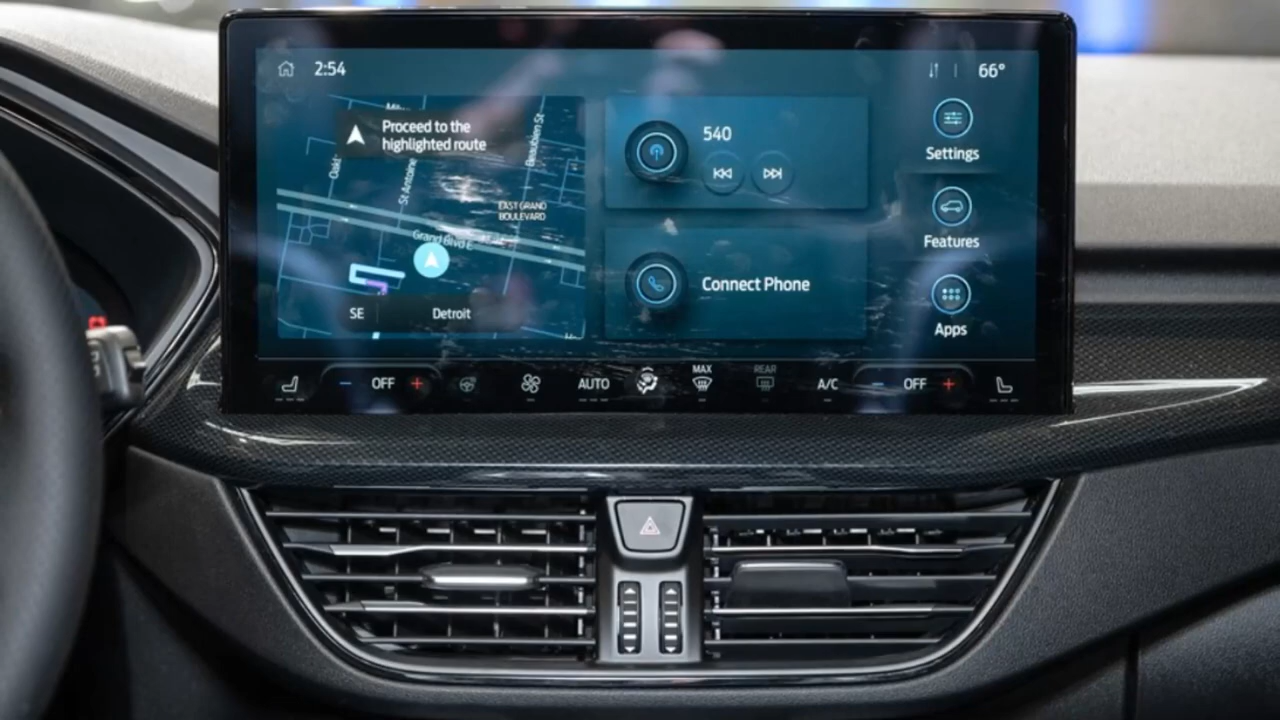 2:54
66°
Proceed to the
highlighted route
Oakl
St Antoine
Beaubien St
EAST GRAND
BOULEVARD
Grand Blvd E
SE
Detroit
540
Connect Phone
Settings
Features
Apps
OFF
AUTO
MAX
REAR
A/C
OFF